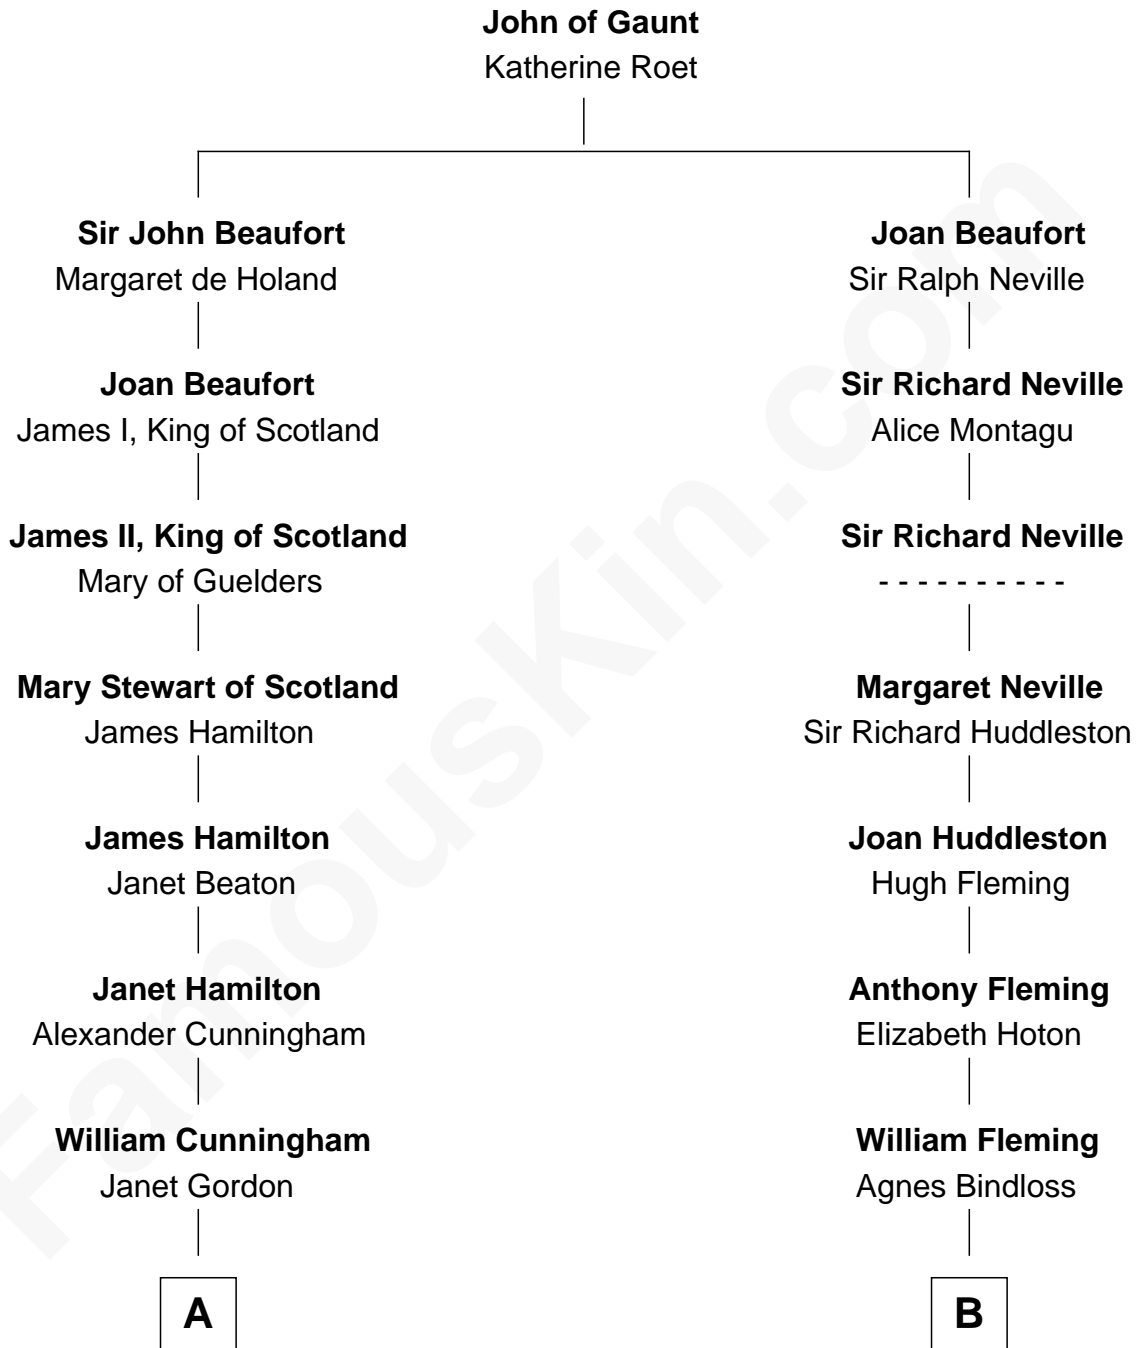 John of Gaunt
Katherine Roet
Sir John Beaufort
Margaret de Holand
Joan Beaufort
James I, King of Scotland
James II, King of Scotland
Mary of Guelders
Mary Stewart of Scotland
James Hamilton
James Hamilton
Janet Beaton
Janet Hamilton
Alexander Cunningham
William Cunningham
Janet Gordon
A
Joan Beaufort
Sir Ralph Neville
Sir Richard Neville
Alice Montagu
Sir Richard Neville
- - - - - - - - - -
Margaret Neville
Sir Richard Huddleston
Joan Huddleston
Hugh Fleming
Anthony Fleming
Elizabeth Hoton
William Fleming
Agnes Bindloss
B
FamousKin.com